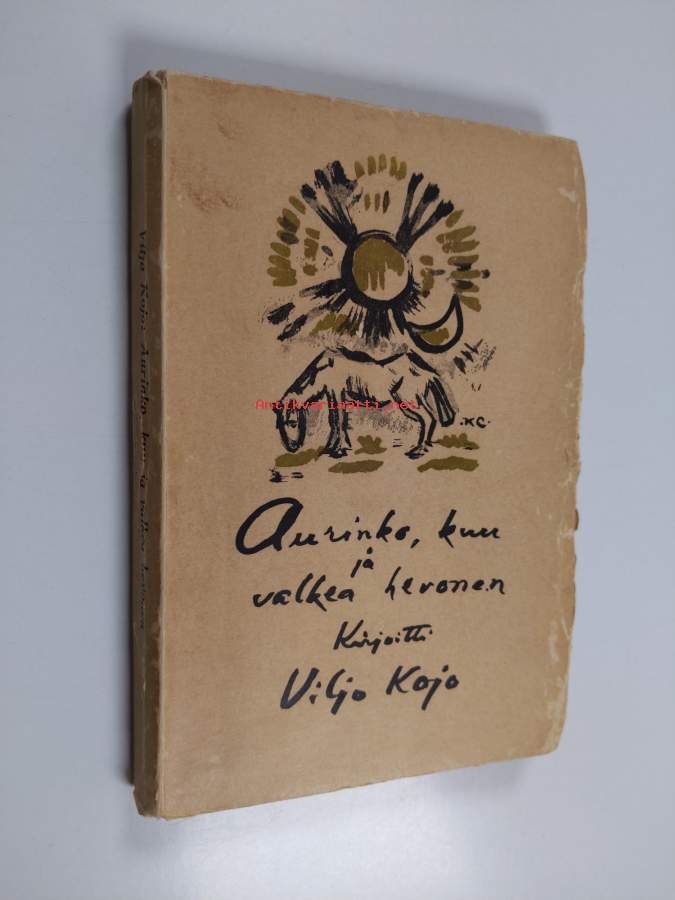 Antikvariaatti.net
·KC·
Aurinko, kuu
ja
valkea hevonen
Kirjoitti
Viljo Kojo
Viljo Kojo: Aurinko, kuu ja valkea hevonen